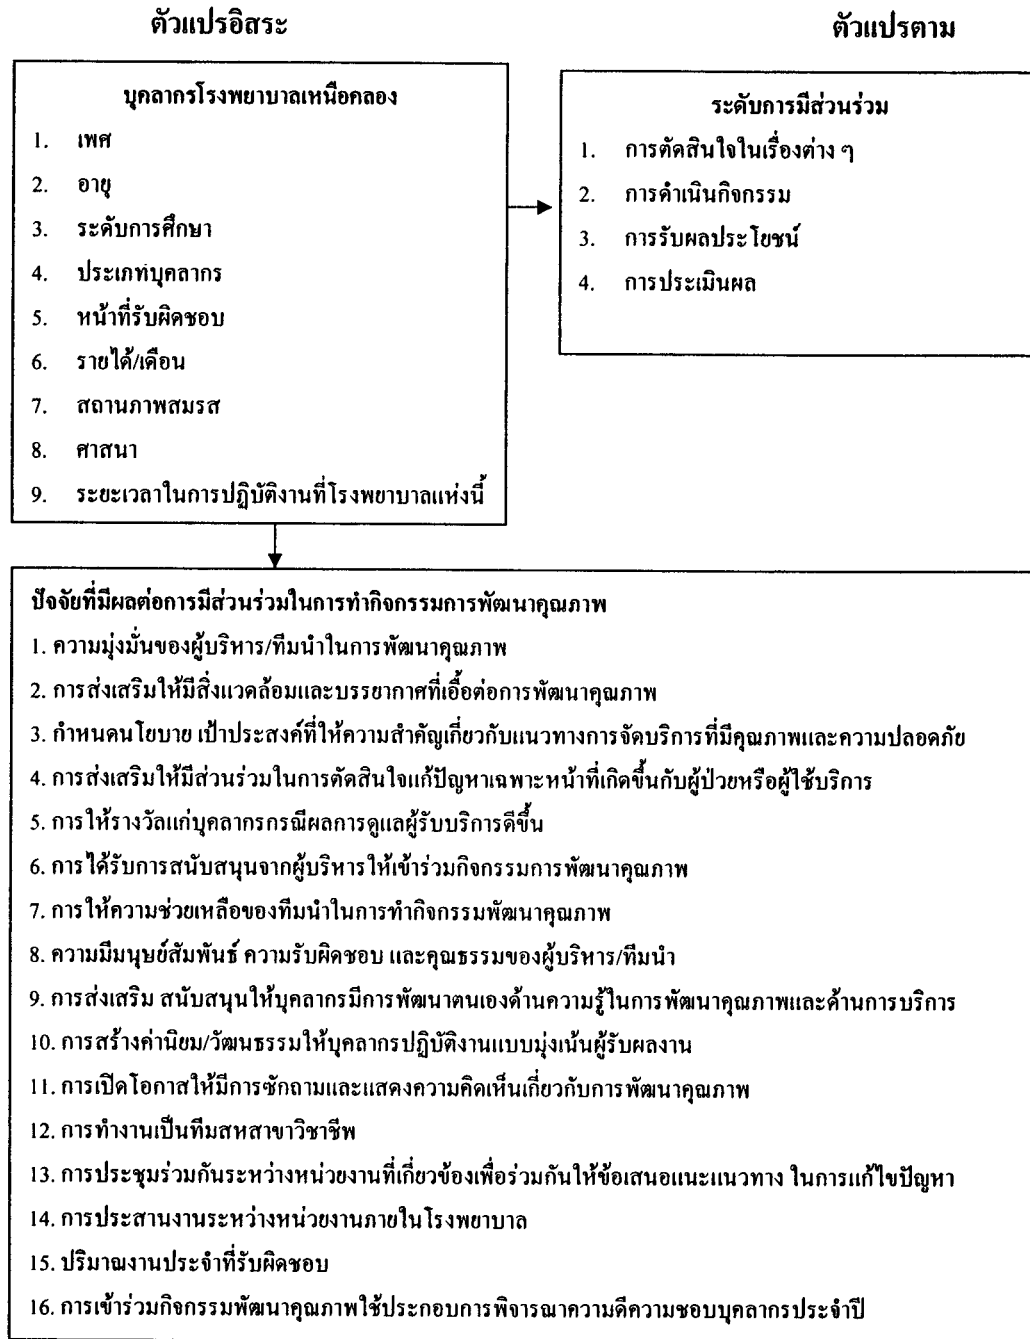 ตัวแปรอิสระ
ตัวแปรตาม
บุคลากรโรงพยาบาลเหนือคลอง
1. เพศ
2. อายุ
3. ระดับการศึกษา
4. ประเภทบุคลากร
5. หน้าที่รับผิดชอบ
6. รายได้/เดือน
7. สถานภาพสมรส
8. ศาสนา
9. ระยะเวลาในการปฏิบัติงานที่โรงพยาบาลแห่งนี้
ระดับการมีส่วนร่วม
1. การตัดสินใจในเรื่องต่าง ๆ
2. การดำเนินกิจกรรม
3. การรับผลประโยชน์
4. การประเมินผล
ปัจจัยที่มีผลต่อการมีส่วนร่วมในการทำกิจกรรมการพัฒนาคุณภาพ
1. ความมุ่งมั่นของผู้บริหาร/ทีมนำในการพัฒนาคุณภาพ
2. การส่งเสริมให้มีสิ่งแวดล้อมและบรรยากาศที่เอื้อต่อการพัฒนาคุณภาพ
3. กำหนดนโยบาย เป้าประสงค์ที่ให้ความสำคัญเกี่ยวกับแนวทางการจัดบริการที่มีคุณภาพและความปลอดภัย
4. การส่งเสริมให้มีส่วนร่วมในการตัดสินใจแก้ปัญหาเฉพาะหน้าที่เกิดขึ้นกับผู้ป่วยหรือผู้ใช้บริการ
5. การให้รางวัลแก่บุคลากรกรณีผลการดูแลผู้รับบริการดีขึ้น
6. การได้รับการสนับสนุนจากผู้บริหารให้เข้าร่วมกิจกรรมการพัฒนาคุณภาพ
7. การให้ความช่วยเหลือของทีมนำในการทำกิจกรรมพัฒนาคุณภาพ
8. ความมีมนุษย์สัมพันธ์ ความรับผิดชอบ และคุณธรรมของผู้บริหาร/ทีมนำ
9. การส่งเสริม สนับสนุนให้บุคลากรมีการพัฒนาตนเองด้านความรู้ในการพัฒนาคุณภาพและด้านการบริการ
10. การสร้างค่านิยม/วัฒนธรรมให้บุคลากรปฏิบัติงานแบบมุ่งเน้นผู้รับผลงาน
11. การเปิดโอกาสให้มีการซักถามและแสดงความคิดเห็นเกี่ยวกับการพัฒนาคุณภาพ
12. การทำงานเป็นทีมสหสาขาวิชาชีพ
13. การประชุมร่วมกันระหว่างหน่วยงานที่เกี่ยวข้องเพื่อร่วมกันให้ข้อเสนอแนะแนวทาง ในการแก้ไขปัญหา
14. การประสานงานระหว่างหน่วยงานภายในโรงพยาบาล
15. ปริมาณงานประจำที่รับผิดชอบ
16. การเข้าร่วมกิจกรรมพัฒนาคุณภาพใช้ประกอบการพิจารณาความดีความชอบบุคลากรประจำปี